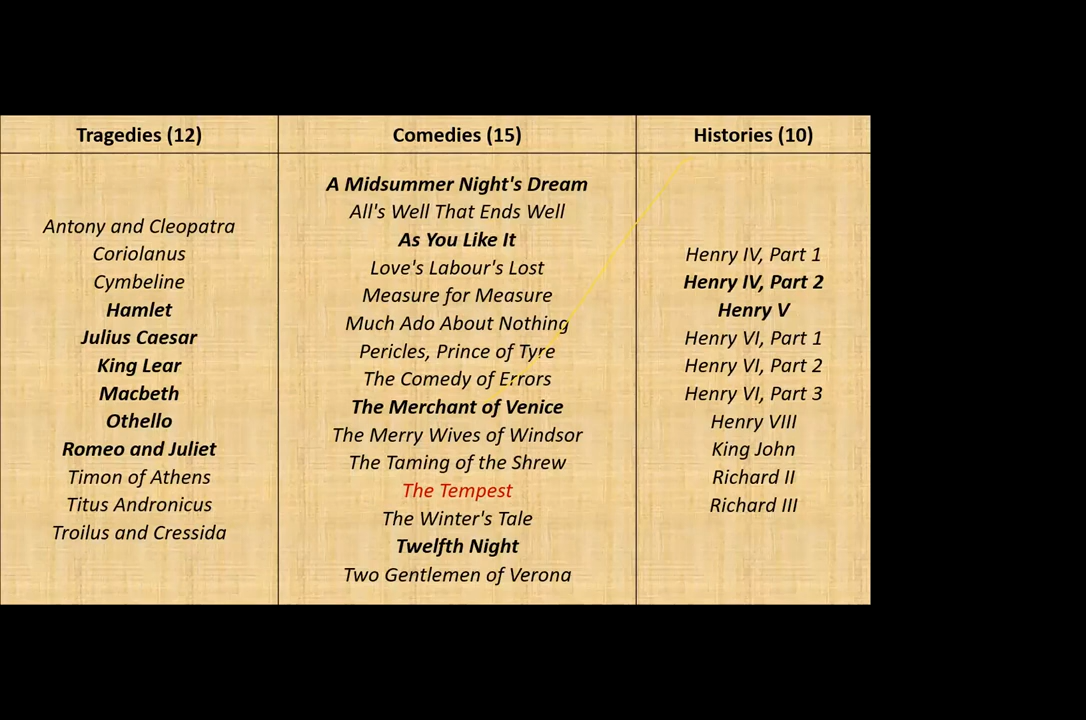 Tragedies (12)
Antony and Cleopatra
Coriolanus
Cymbeline
Hamlet
Julius Caesar
King Lear
Macbeth
Othello
Romeo and Juliet
Timon of Athens
Titus Andronicus
Troilus and Cressida
Comedies (15)
A Midsummer Night's Dream
All's Well That Ends Well
As You Like It
Love's Labour's Lost
Measure for Measure
Much Ado About Nothing
Pericles, Prince of Tyre
The Comedy of Errors
The Merchant of Venice
The Merry Wives of Windsor
The Taming of the Shrew
The Tempest
The Winter's Tale
Twelfth Night
Two Gentlemen of Verona
Histories (10)
Henry IV, Part 1
Henry IV, Part 2
Henry V
Henry VI, Part 1
Henry VI, Part 2
Henry VI, Part 3
Henry VIII
King John
Richard II
Richard III